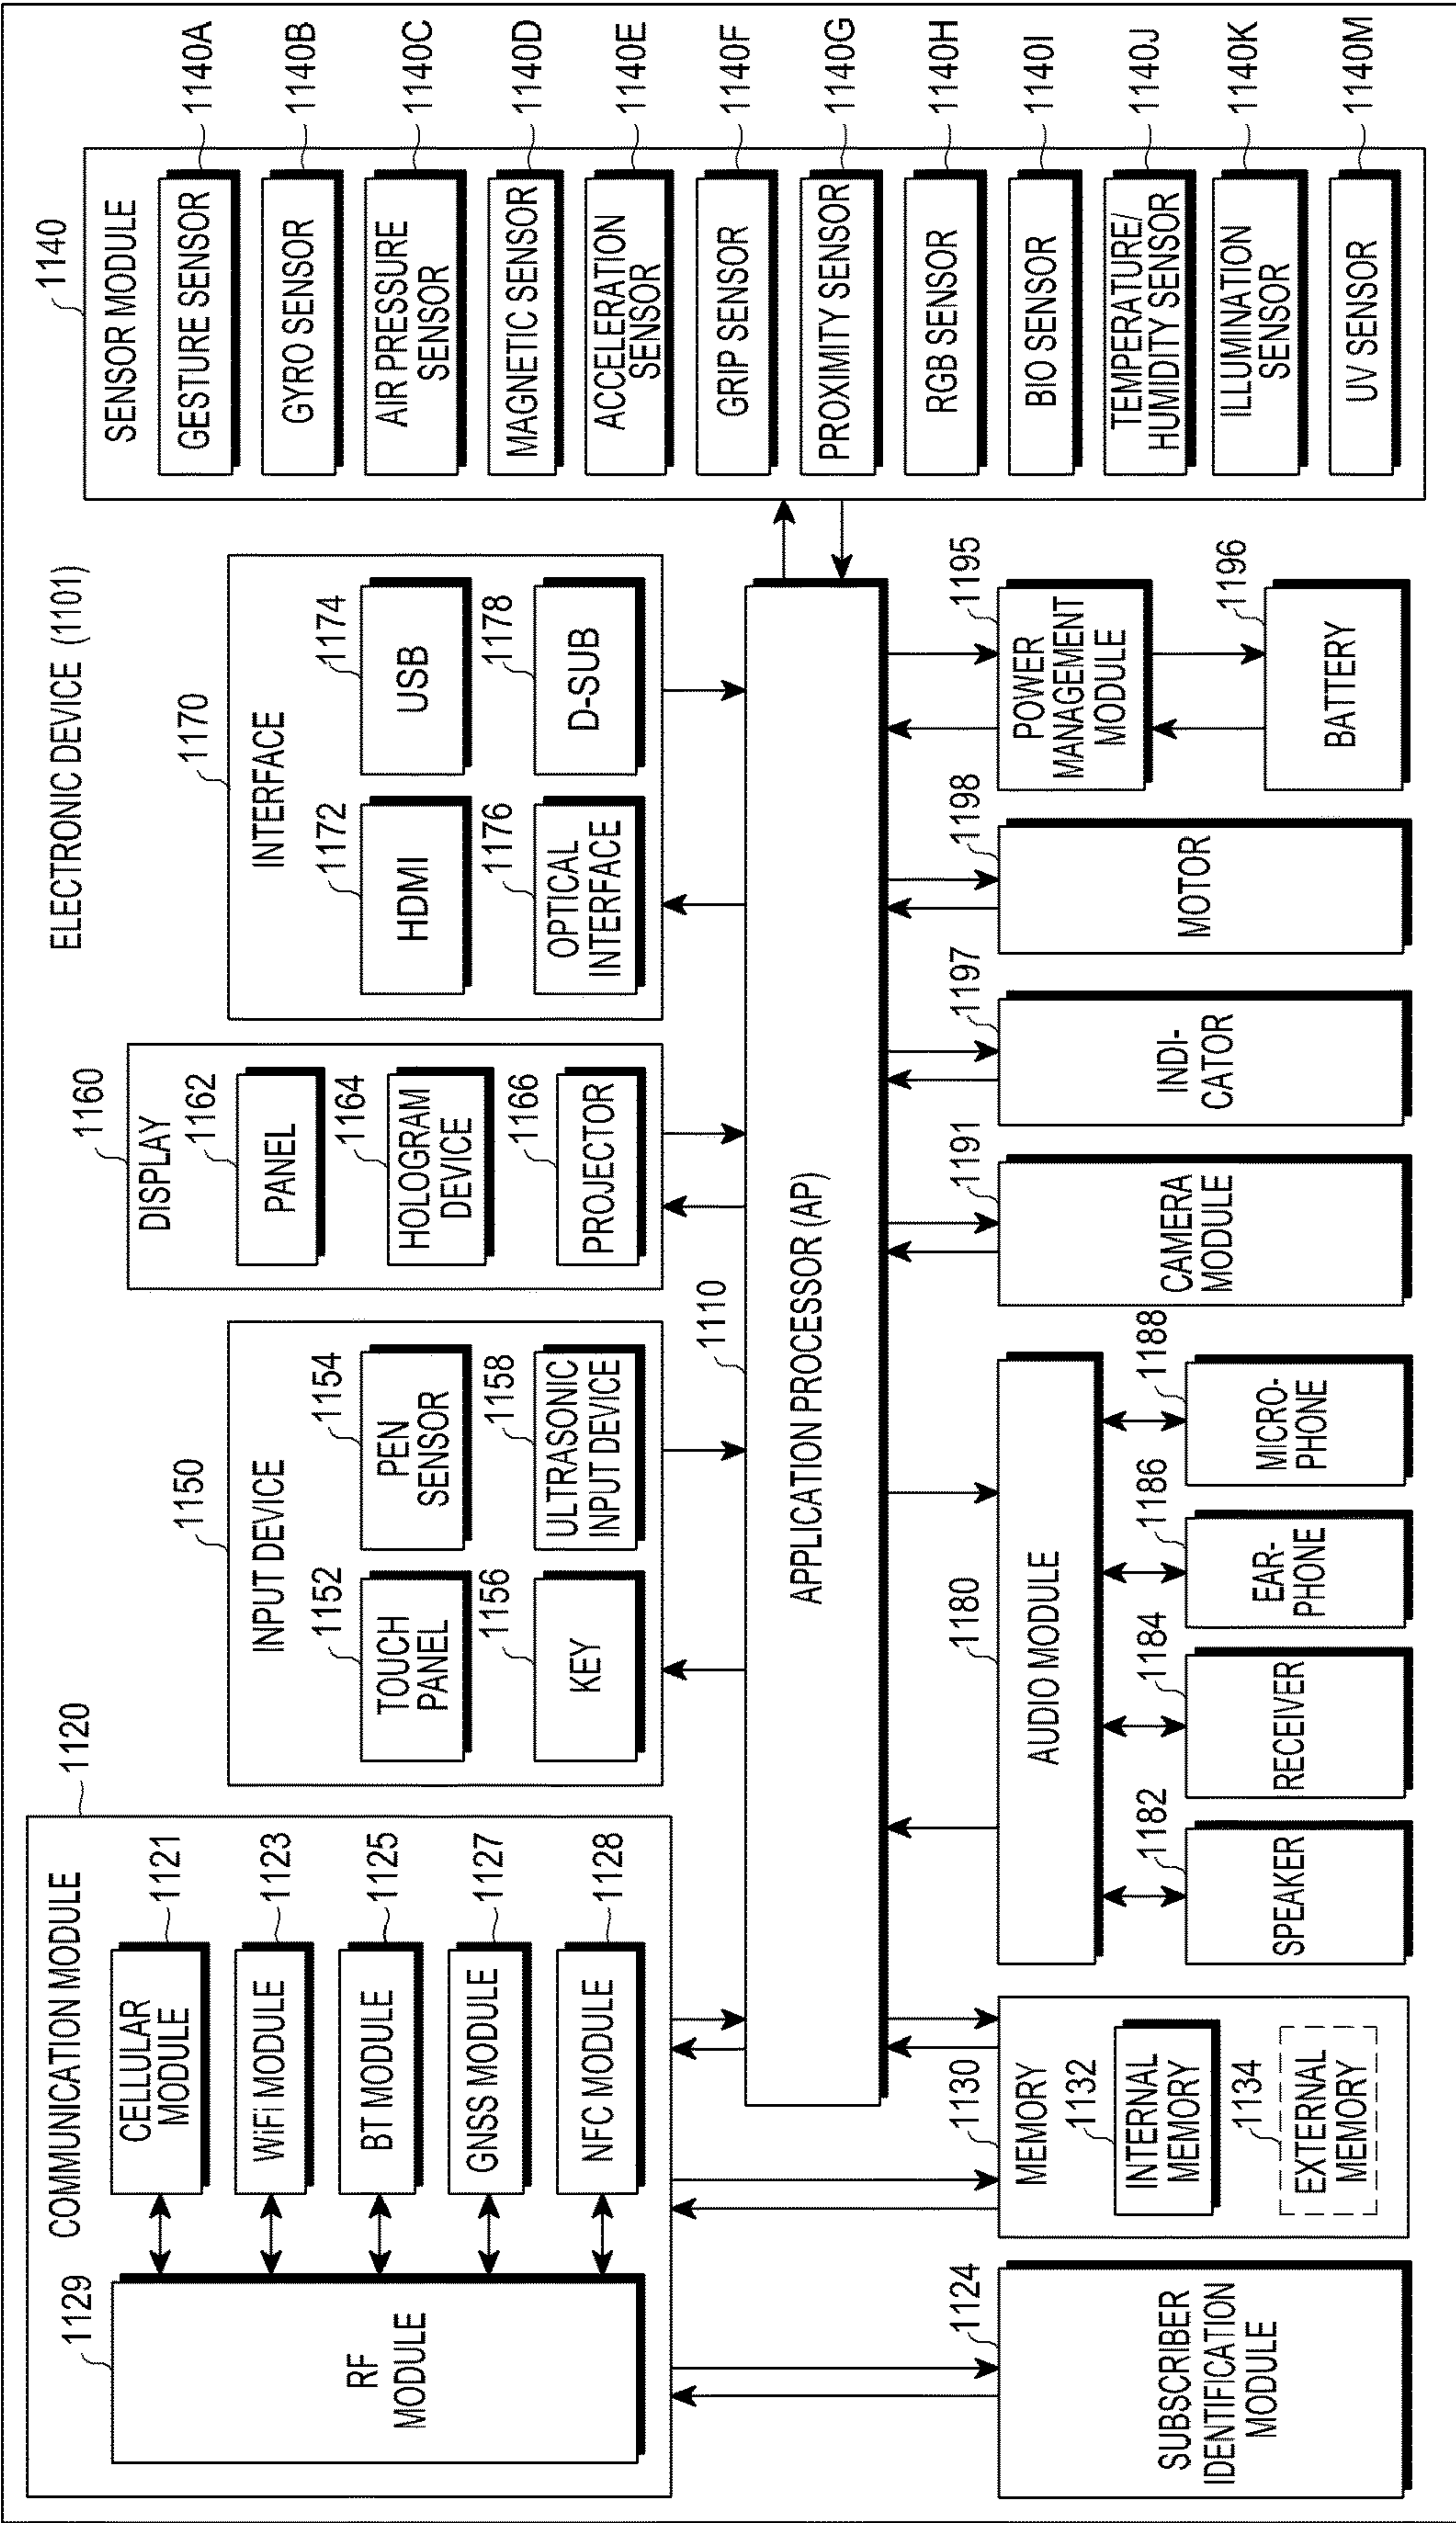 ELECTRONIC DEVICE (1101)
COMMUNICATION MODULE
1120
1129
RF
MODULE
CELLULAR
MODULE
1121
WiFi MODULE
1123
BT MODULE
1125
GNSS MODULE
1127
NFC MODULE
1128
1150
INPUT DEVICE
1152
TOUCH
PANEL
1154
PEN
SENSOR
1156
KEY
1158
ULTRASONIC
INPUT DEVICE
1160
DISPLAY
1162
PANEL
1164
HOLOGRAM
DEVICE
1166
PROJECTOR
1170
INTERFACE
1172
HDMI
1174
USB
1176
OPTICAL
INTERFACE
1178
D-SUB
1140
SENSOR MODULE
GESTURE SENSOR
1140A
GYRO SENSOR
1140B
AIR PRESSURE
SENSOR
1140C
MAGNETIC SENSOR
1140D
ACCELERATION
SENSOR
1140E
GRIP SENSOR
1140F
PROXIMITY SENSOR
1140G
RGB SENSOR
1140H
BIO SENSOR
1140I
TEMPERATURE/
HUMIDITY SENSOR
1140J
ILLUMINATION
SENSOR
1140K
UV SENSOR
1140M
1110
APPLICATION PROCESSOR (AP)
1124
SUBSCRIBER
IDENTIFICATION
MODULE
1130
MEMORY
1132
INTERNAL
MEMORY
1134
EXTERNAL
MEMORY
1180
AUDIO MODULE
1182
SPEAKER
1184
RECEIVER
1186
EAR-
PHONE
1188
MICRO-
PHONE
1191
CAMERA
MODULE
1197
INDI-
CATOR
1198
MOTOR
1195
POWER
MANAGEMENT
MODULE
1196
BATTERY